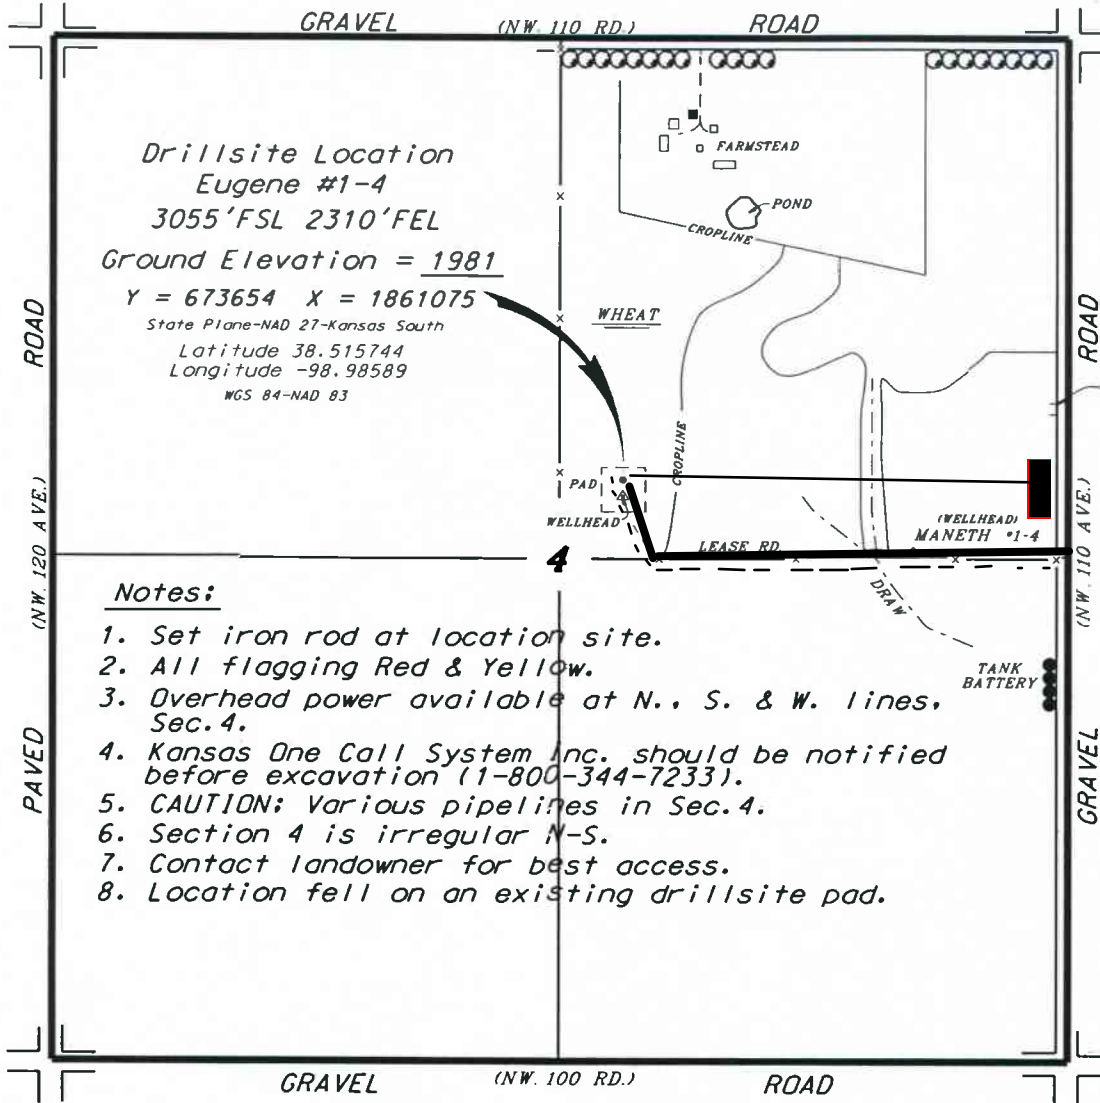 GRAVEL (NW. 110 RD.) ROAD
Drillsite Location
Eugene #1-4
3055'FSL 2310'FEL
Ground Elevation = 1981
Y = 673654 X = 1861075
State Plane-NAD 27-Kansas South
Latitude 38.515744
Longitude -98.98589
WGS 84-NAD 83
FARMSTEAD
POND
CROPLINE
WHEAT
CROPLINE
PAD
WELLHEAD
(WELLHEAD)
MANETH #1-4
LEASE RD.
4
DRAW
TANK
BATTERY
ROAD
(NW. 120 AVE.)
PAVED
ROAD
(NW. 110 AVE.)
GRAVEL
Notes:
1. Set iron rod at location site.
2. All flagging Red & Yellow.
3. Overhead power available at N., S. & W. lines,
Sec.4.
4. Kansas One Call System Inc. should be notified
before excavation (1-800-344-7233).
5. CAUTION: Various pipelines in Sec.4.
6. Section 4 is irregular N-S.
7. Contact landowner for best access.
8. Location fell on an existing drillsite pad.
GRAVEL (NW. 100 RD.) ROAD